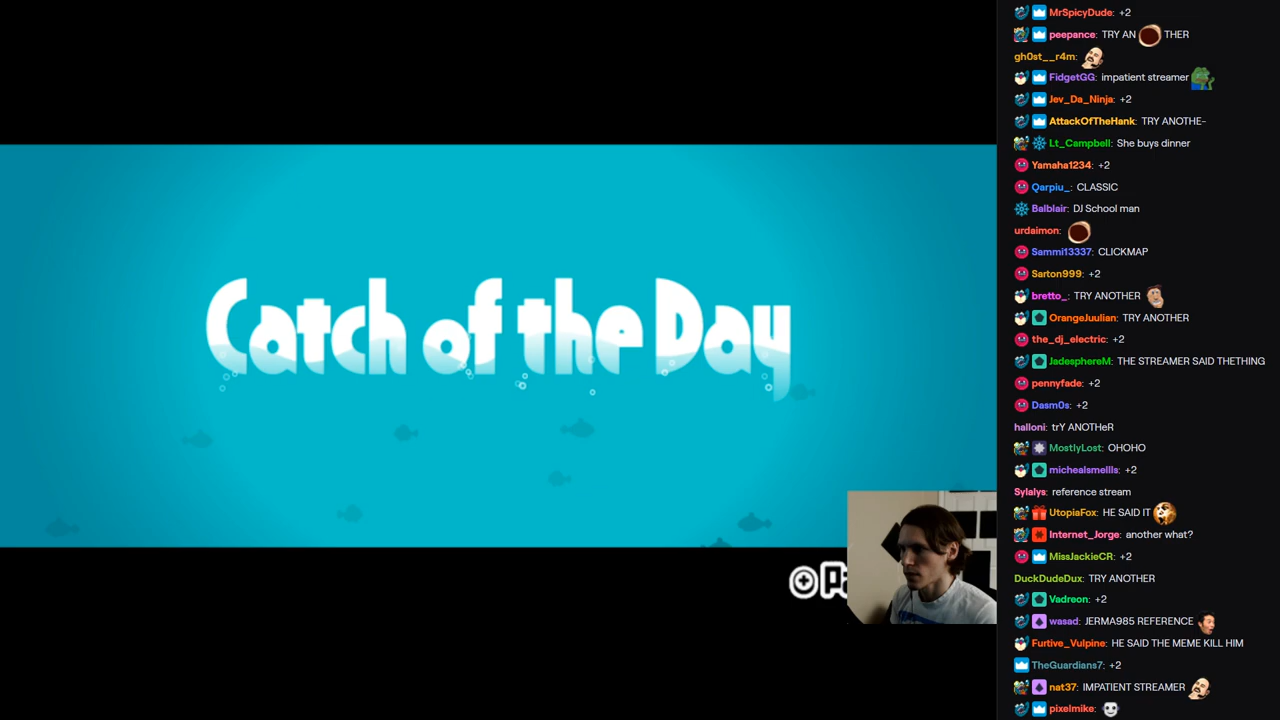 Catch of the Day
MrSpicyDude: +2
peepance: TRY AN THER
gh0st__r4m:
FidgetGG: impatient streamer
Jev_Da_Ninja: +2
AttackOfTheHank: TRY ANOTHE-
Lt_Campbell: She buys dinner
Yamaha1234: +2
Qarpiu_: CLASSIC
Balblair: DJ School man
urdaimon:
Sammi13337: CLICKMAP
Sarton999: +2
bretto_: TRY ANOTHER
OrangeJuulian: TRY ANOTHER
the_dj_electric: +2
JadesphereM: THE STREAMER SAID THETHING
pennyfade: +2
Dasm0s: +2
halloni: trY ANOTHeR
MostlyLost: OHOHO
michealsmellls: +2
Sylalys: reference stream
UtopiaFox: HE SAID IT
Internet_Jorge: another what?
MissJackieCR: +2
DuckDudeDux: TRY ANOTHER
Vadreon: +2
wasad: JERMA985 REFERENCE
Furtive_Vulpine: HE SAID THE MEME KILL HIM
TheGuardians7: +2
nat37: IMPATIENT STREAMER
pixelmike: